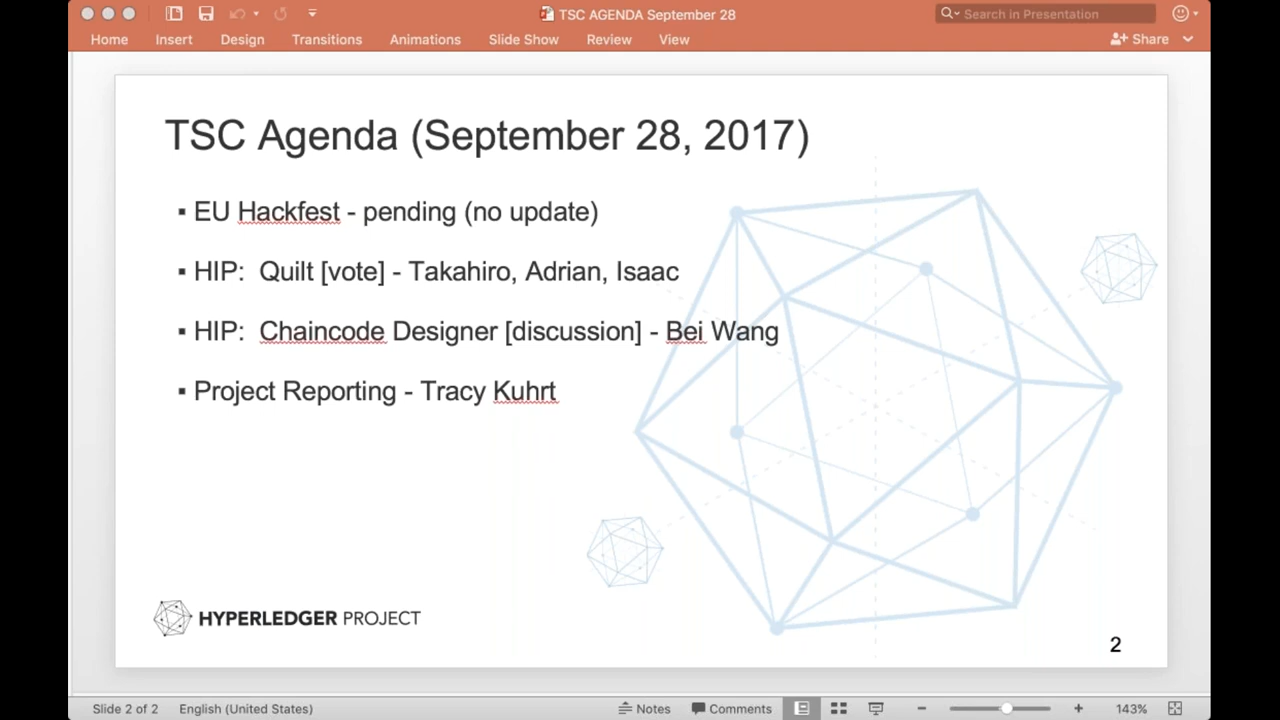 TSC AGENDA September 28
Search in Presentation
Home Insert Design Transitions Animations Slide Show Review View Share
TSC Agenda (September 28, 2017)
▪ EU Hackfest - pending (no update)
▪ HIP: Quilt [vote] - Takahiro, Adrian, Isaac
▪ HIP: Chaincode Designer [discussion] - Bei Wang
▪ Project Reporting - Tracy Kuhrt
HYPERLEDGER PROJECT
2
Slide 2 of 2 English (United States) Notes Comments 143%